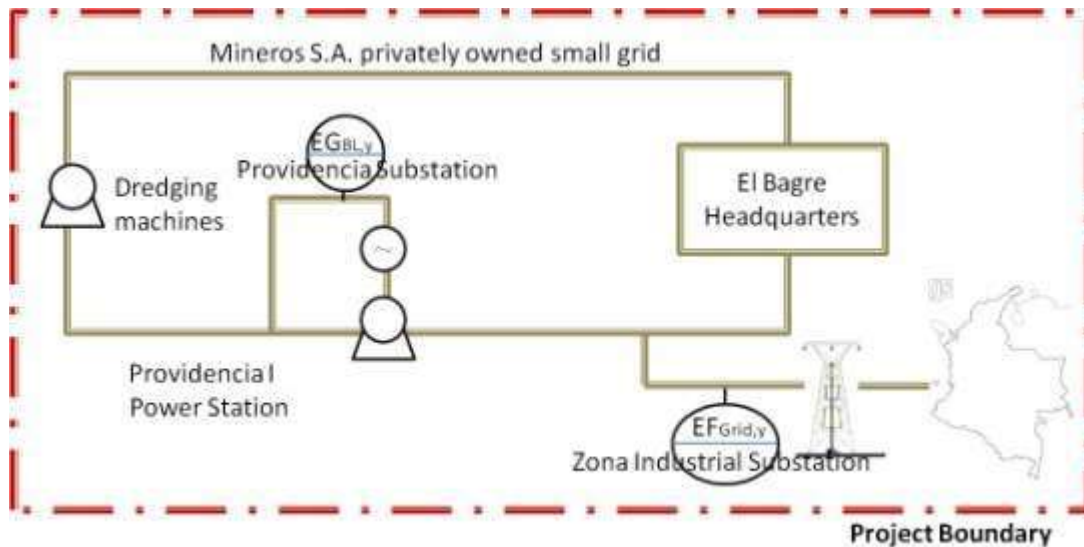 Mineros S.A. privately owned small grid
EGBL,y
Providencia Substation
Dredging
machines
El Bagre
Headquarters
~
Providencia I
Power Station
EFGrid,y
Zona Industrial Substation
Project Boundary